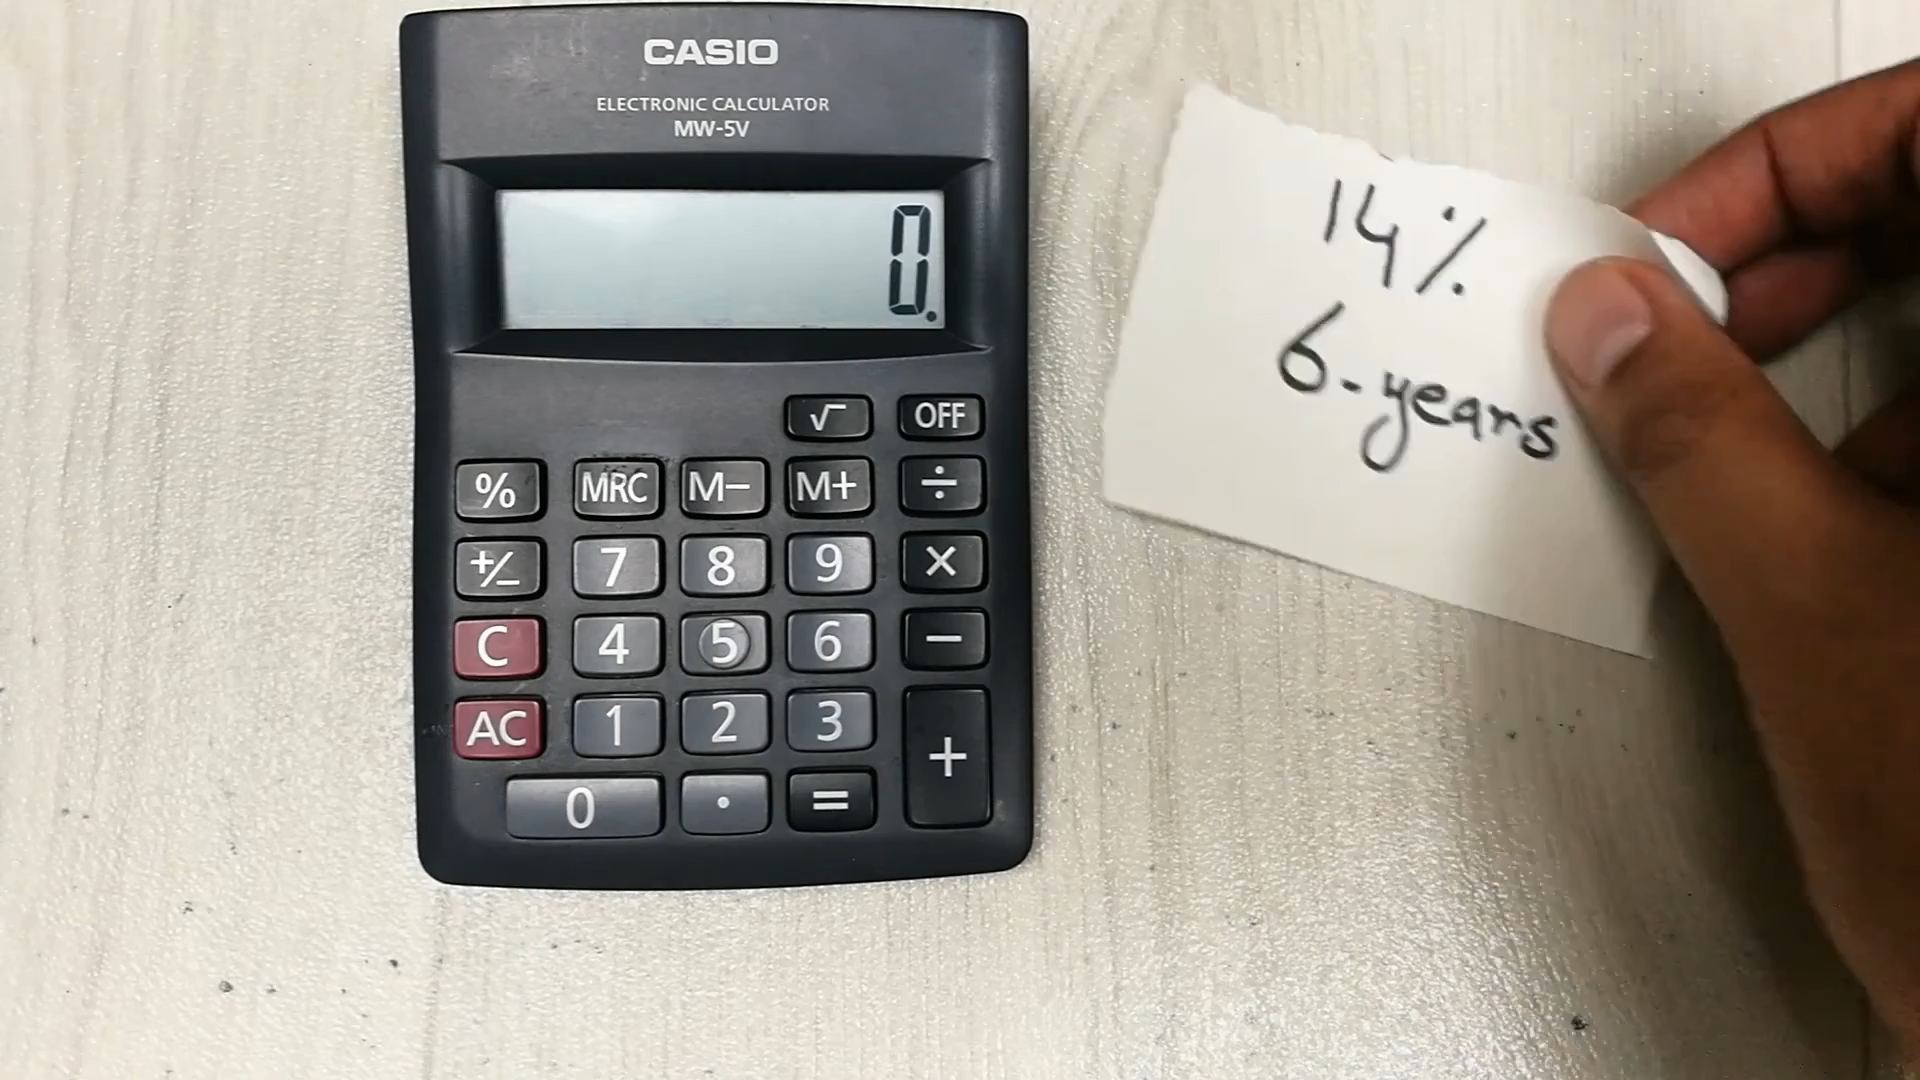 CASIO
ELECTRONIC CALCULATOR
MW-5V
0.
14%
6-years
√ OFF
% MRC M− M+ ÷
+/− 7 8 9 ×
C 4 5 6 −
AC 1 2 3 +
0 . =